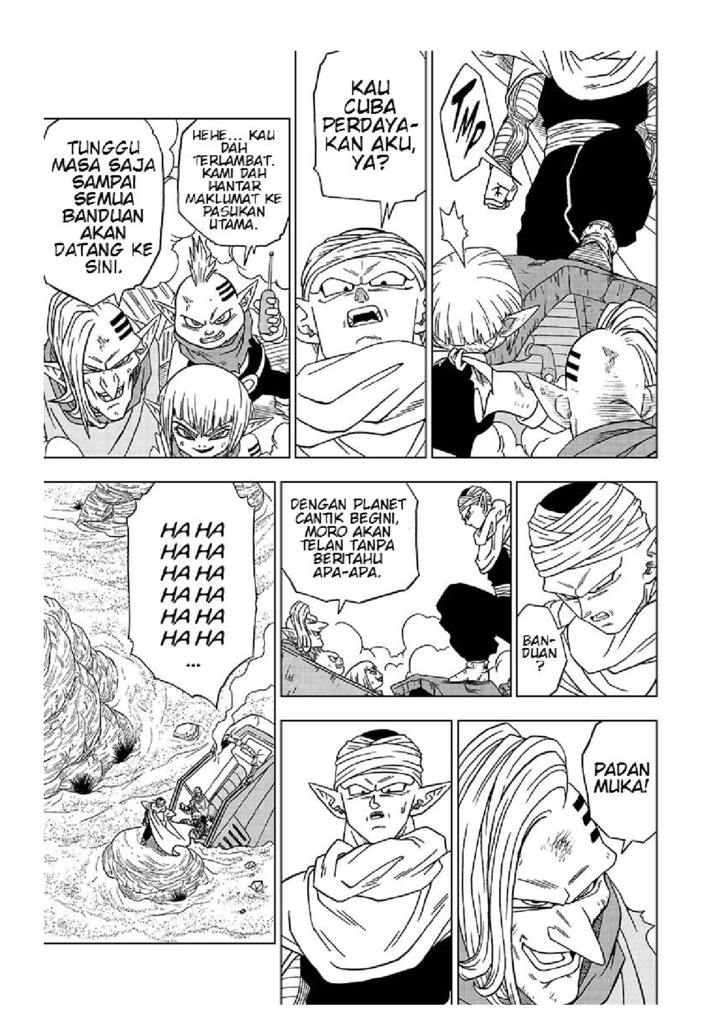 TMP
KAU
CUBA
PERDAYA-
KAN AKU,
YA?
HEHE... KAU
DAH
TERLAMBAT.
KAMI DAH
HANTAR
MAKLUMAT KE
PASUKAN
UTAMA.
TUNGGU
MASA SAJA
SAMPAI
SEMUA
BANDUAN
AKAN
DATANG KE
SINI.
BAN-
DUAN
?
DENGAN PLANET
CANTIK BEGINI,
MORO AKAN
TELAN TANPA
BERITAHU
APA-APA.
PADAN
MUKA!
HA HA
HA HA
HA HA
HA HA
HA HA
HA HA
...